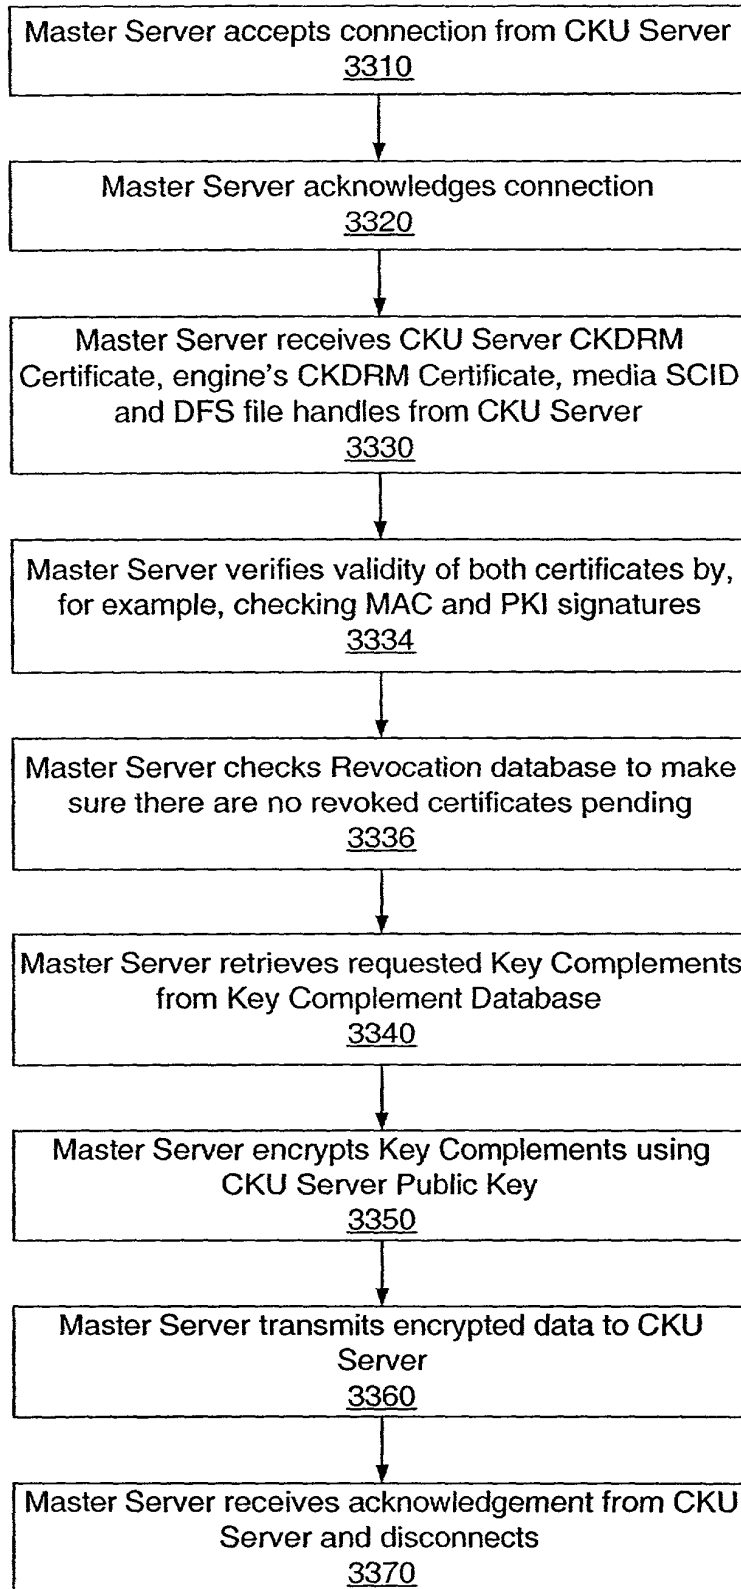 Master Server accepts connection from CKU Server
3310
Master Server acknowledges connection
3320
Master Server receives CKU Server CKDRM
Certificate, engine's CKDRM Certificate, media SCID
and DFS file handles from CKU Server
3330
Master Server verifies validity of both certificates by,
for example, checking MAC and PKI signatures
3334
Master Server checks Revocation database to make
sure there are no revoked certificates pending
3336
Master Server retrieves requested Key Complements
from Key Complement Database
3340
Master Server encrypts Key Complements using
CKU Server Public Key
3350
Master Server transmits encrypted data to CKU
Server
3360
Master Server receives acknowledgement from CKU
Server and disconnects
3370